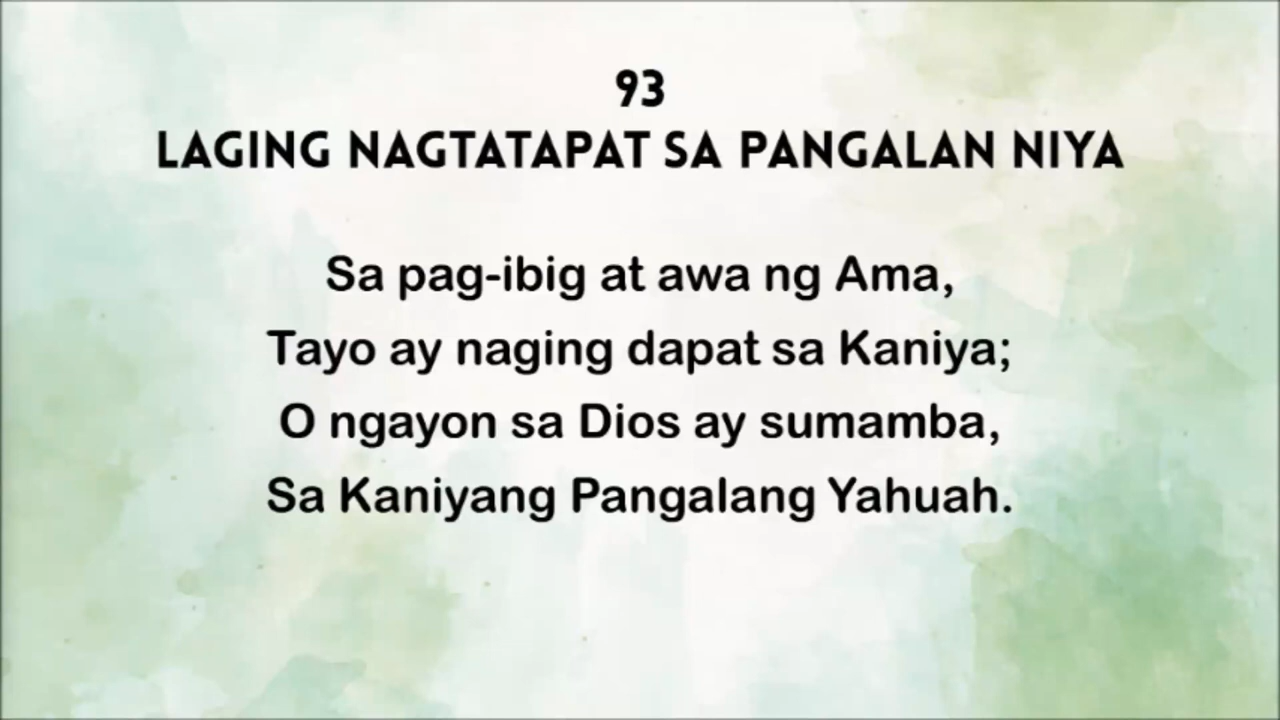 93
LAGING NAGTATAPAT SA PANGALAN NIYA
Sa pag-ibig at awa ng Ama,
Tayo ay naging dapat sa Kaniya;
O ngayon sa Dios ay sumamba,
Sa Kaniyang Pangalang Yahuah.